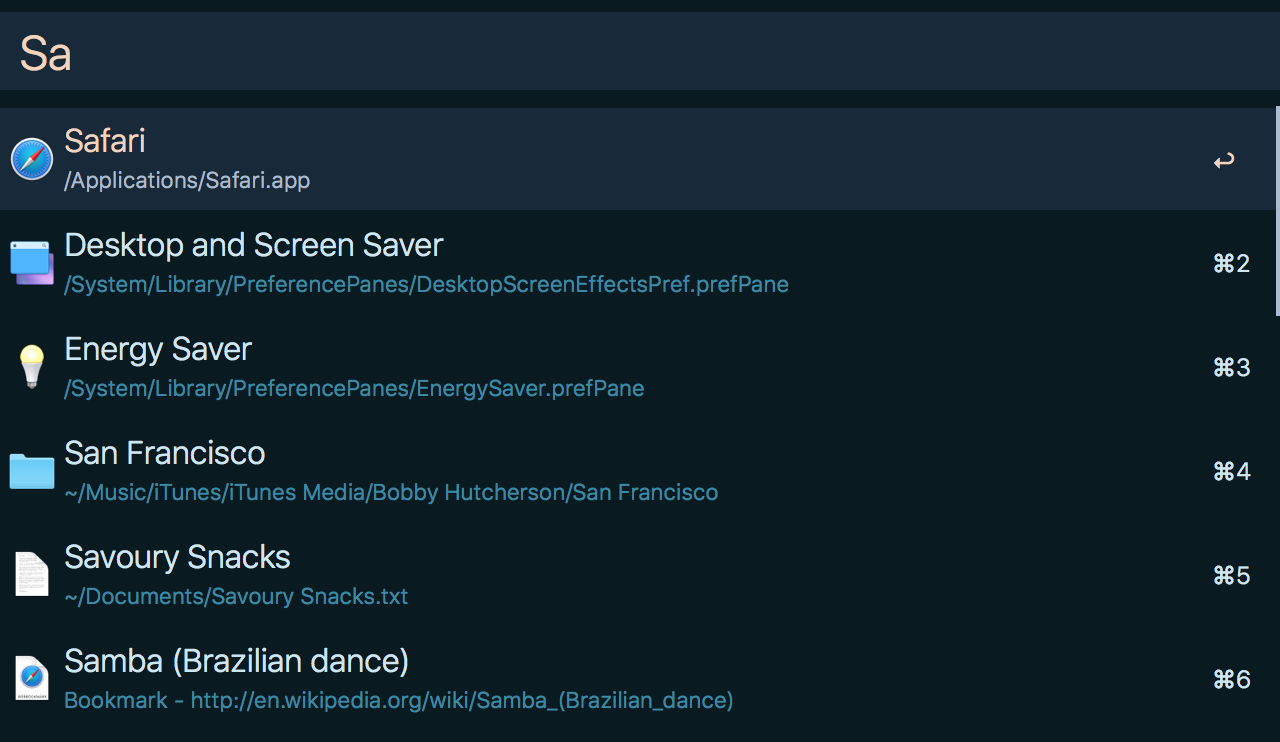 Sa
Safari
/Applications/Safari.app
↩
Desktop and Screen Saver
/System/Library/PreferencePanes/DesktopScreenEffectsPref.prefPane
⌘2
Energy Saver
/System/Library/PreferencePanes/EnergySaver.prefPane
⌘3
San Francisco
~/Music/iTunes/iTunes Media/Bobby Hutcherson/San Francisco
⌘4
Savoury Snacks
~/Documents/Savoury Snacks.txt
⌘5
Samba (Brazilian dance)
Bookmark - http://en.wikipedia.org/wiki/Samba_(Brazilian_dance)
⌘6